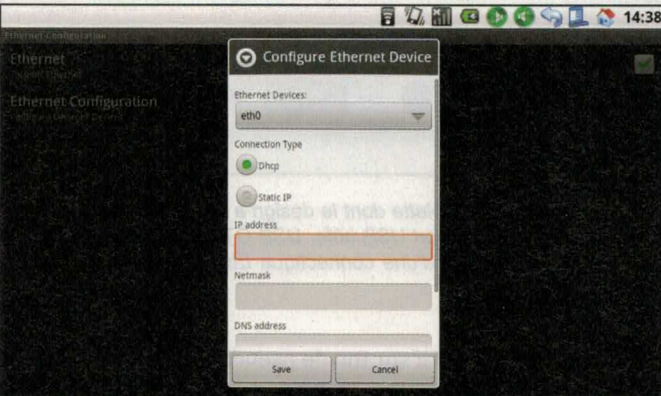 14:38
Ethernet Configuration
Ethernet
Ethernet Configuration
Configure Ethernet Device
Ethernet Devices:
eth0
Connection Type
Dhcp
Static IP
IP address
Netmask
DNS address
Save
Cancel